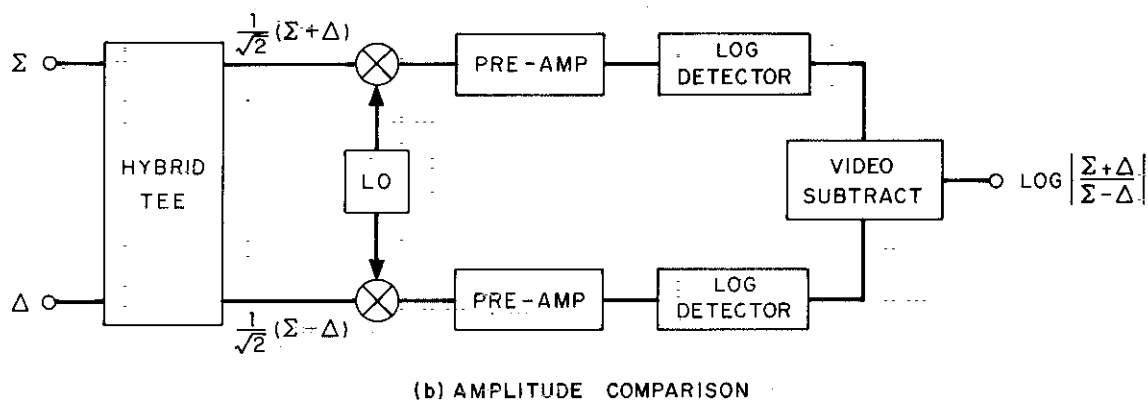 1/√2 (Σ+Δ)
Σ
HYBRID
TEE
PRE-AMP
LOG
DETECTOR
LO
VIDEO
SUBTRACT
LOG |Σ+Δ/Σ-Δ|
Δ
1/√2 (Σ-Δ)
PRE-AMP
LOG
DETECTOR
(b) AMPLITUDE COMPARISON